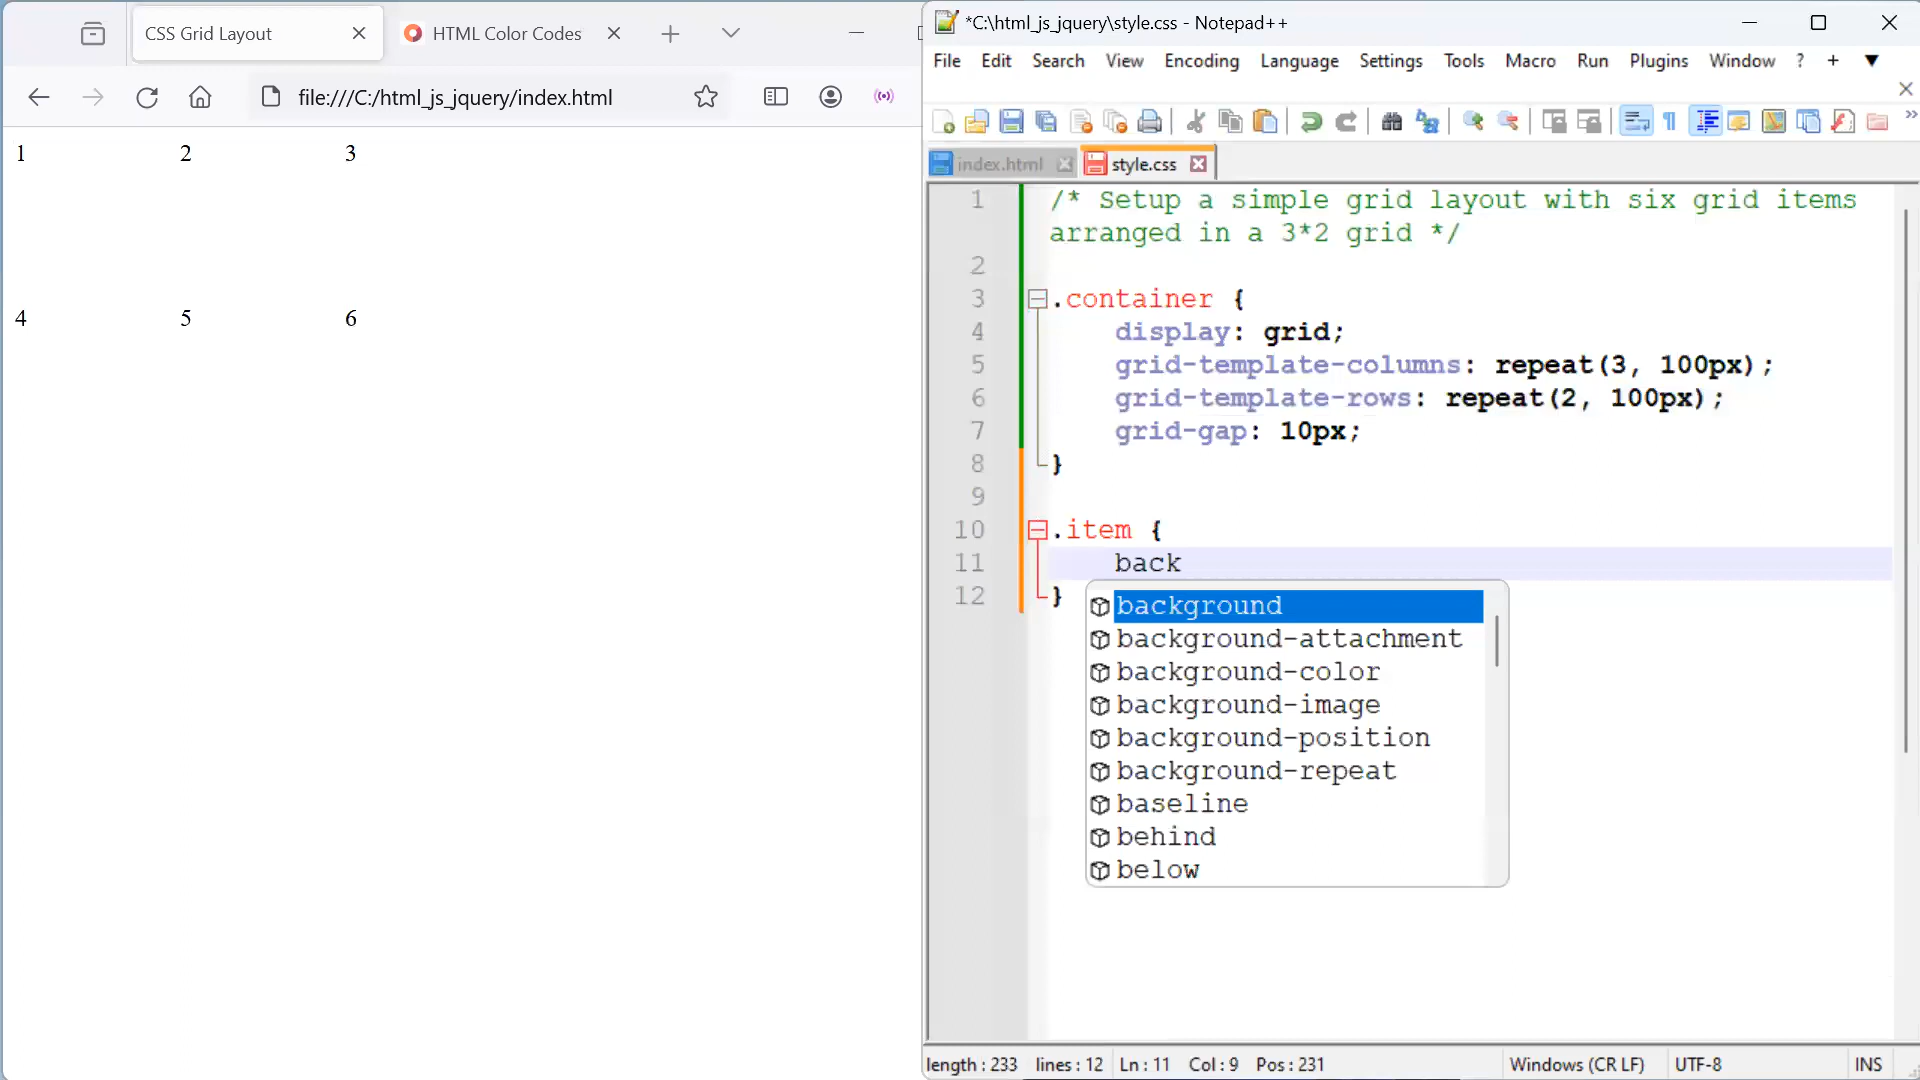 CSS Grid Layout
HTML Color Codes
file:///C:/html_js_jquery/index.html
1 2 3
4 5 6
*C:\html_js_jquery\style.css - Notepad++
File Edit Search View Encoding Language Settings Tools Macro Run Plugins Window ? +
index.html
style.css
1 /* Setup a simple grid layout with six grid items
arranged in a 3*2 grid */
2
3 .container {
4 display: grid;
5 grid-template-columns: repeat(3, 100px);
6 grid-template-rows: repeat(2, 100px);
7 grid-gap: 10px;
8 }
9
10 .item {
11 back
12 }
background
background-attachment
background-color
background-image
background-position
background-repeat
baseline
behind
below
length : 233 lines : 12 Ln : 11 Col : 9 Pos : 231 Windows (CR LF) UTF-8 INS